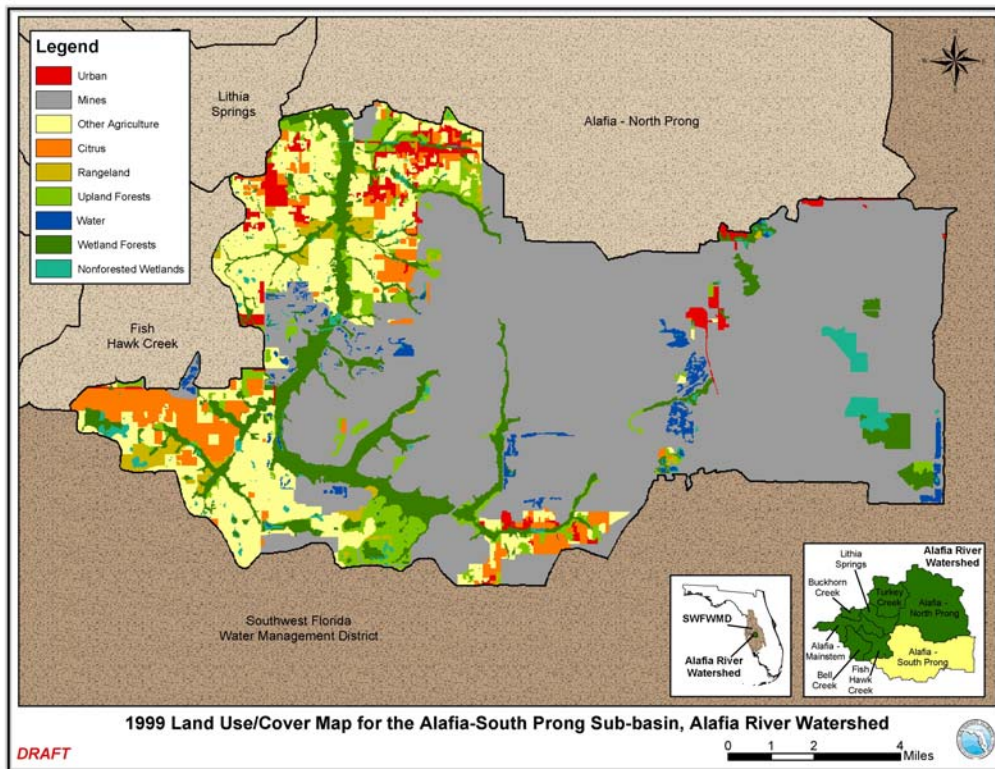 Legend
Urban
Mines
Other Agriculture
Citrus
Rangeland
Upland Forests
Water
Wetland Forests
Nonforested Wetlands
Lithia
Springs
Alafia - North Prong
Fish
Hawk Creek
Southwest Florida
Water Management District
SWFWMD
Alafia River
Watershed
Alafia River
Watershed
Lithia
Springs
Buckhorn
Creek
Turkey
Creek
Alafia -
North Prong
Alafia -
Mainstem
Alafia -
South Prong
Bell
Creek
Fish
Hawk
Creek
1999 Land Use/Cover Map for the Alafia-South Prong Sub-basin, Alafia River Watershed
DRAFT
0 1 2 4
Miles